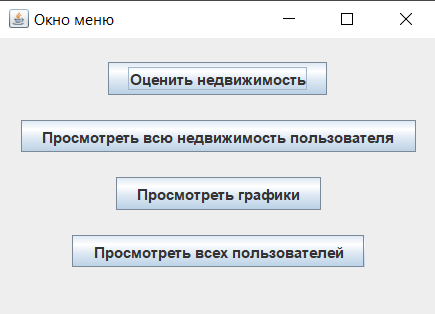 Окно меню
Оценить недвижимость
Просмотреть всю недвижимость пользователя
Просмотреть графики
Просмотреть всех пользователей